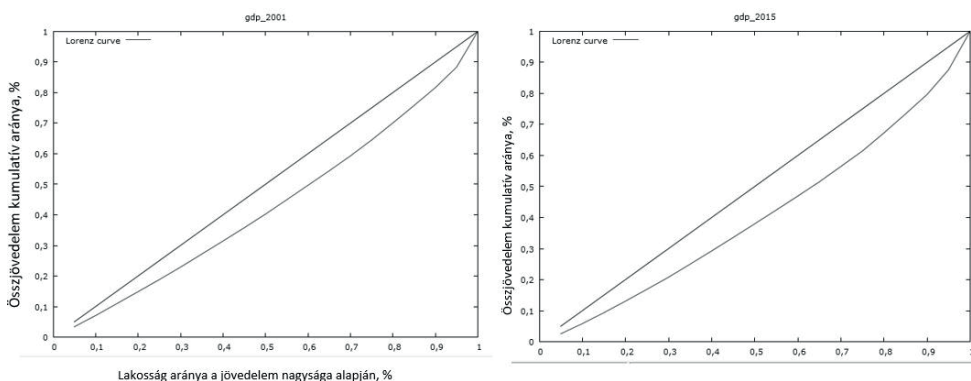 gdp_2001
Lorenz curve
1
0,9
0,8
0,7
0,6
0,5
0,4
0,3
0,2
0,1
0
0 0,1 0,2 0,3 0,4 0,5 0,6 0,7 0,8 0,9 1
Összjövedelem kumulatív aránya, %
Lakosság aránya a jövedelem nagysága alapján, %
gdp_2015
Lorenz curve
1
0,9
0,8
0,7
0,6
0,5
0,4
0,3
0,2
0,1
0
0 0,1 0,2 0,3 0,4 0,5 0,6 0,7 0,8 0,9 1
Összjövedelem kumulatív aránya, %